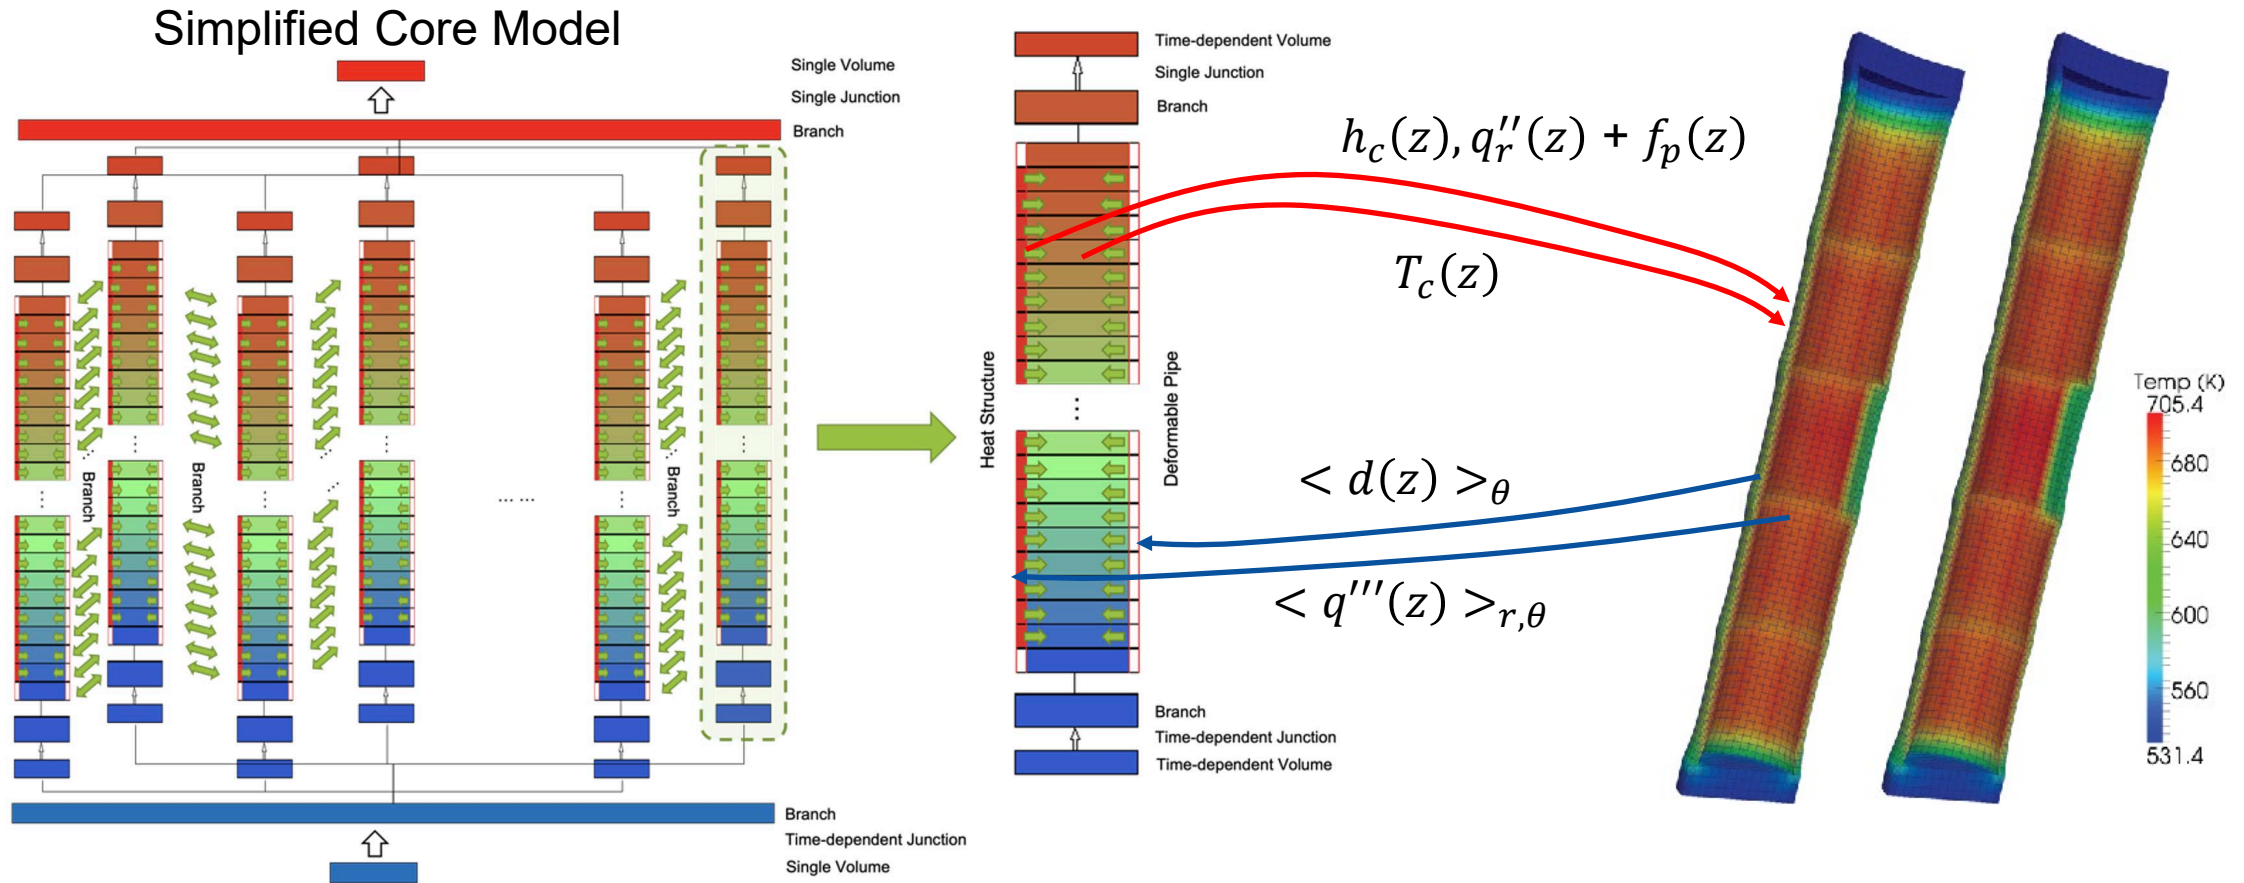 Simplified Core Model
Single Volume
Single Junction
Branch
Branch
Branch
Branch
... ...
Branch
Time-dependent Junction
Single Volume
Time-dependent Volume
Single Junction
Branch
Heat Structure
Deformable Pipe
Branch
Time-dependent Junction
Time-dependent Volume
h_c(z), q_r''(z) + f_p(z)
T_c(z)
< d(z) >_θ
< q'''(z) >_{r,θ}
Temp (K)
705.4
680
640
600
560
531.4